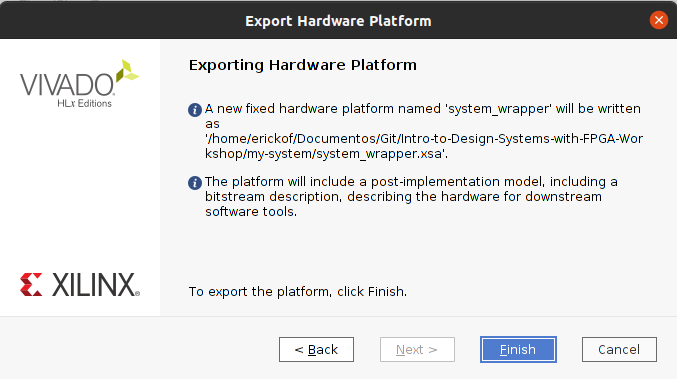 Export Hardware Platform
VIVADO
HLx Editions
Exporting Hardware Platform
A new fixed hardware platform named 'system_wrapper' will be written
as
'/home/erickof/Documentos/Git/Intro-to-Design-Systems-with-FPGA-Wor
kshop/my-system/system_wrapper.xsa'.
The platform will include a post-implementation model, including a
bitstream description, describing the hardware for downstream
software tools.
XILINX
To export the platform, click Finish.
< Back
Next >
Finish
Cancel